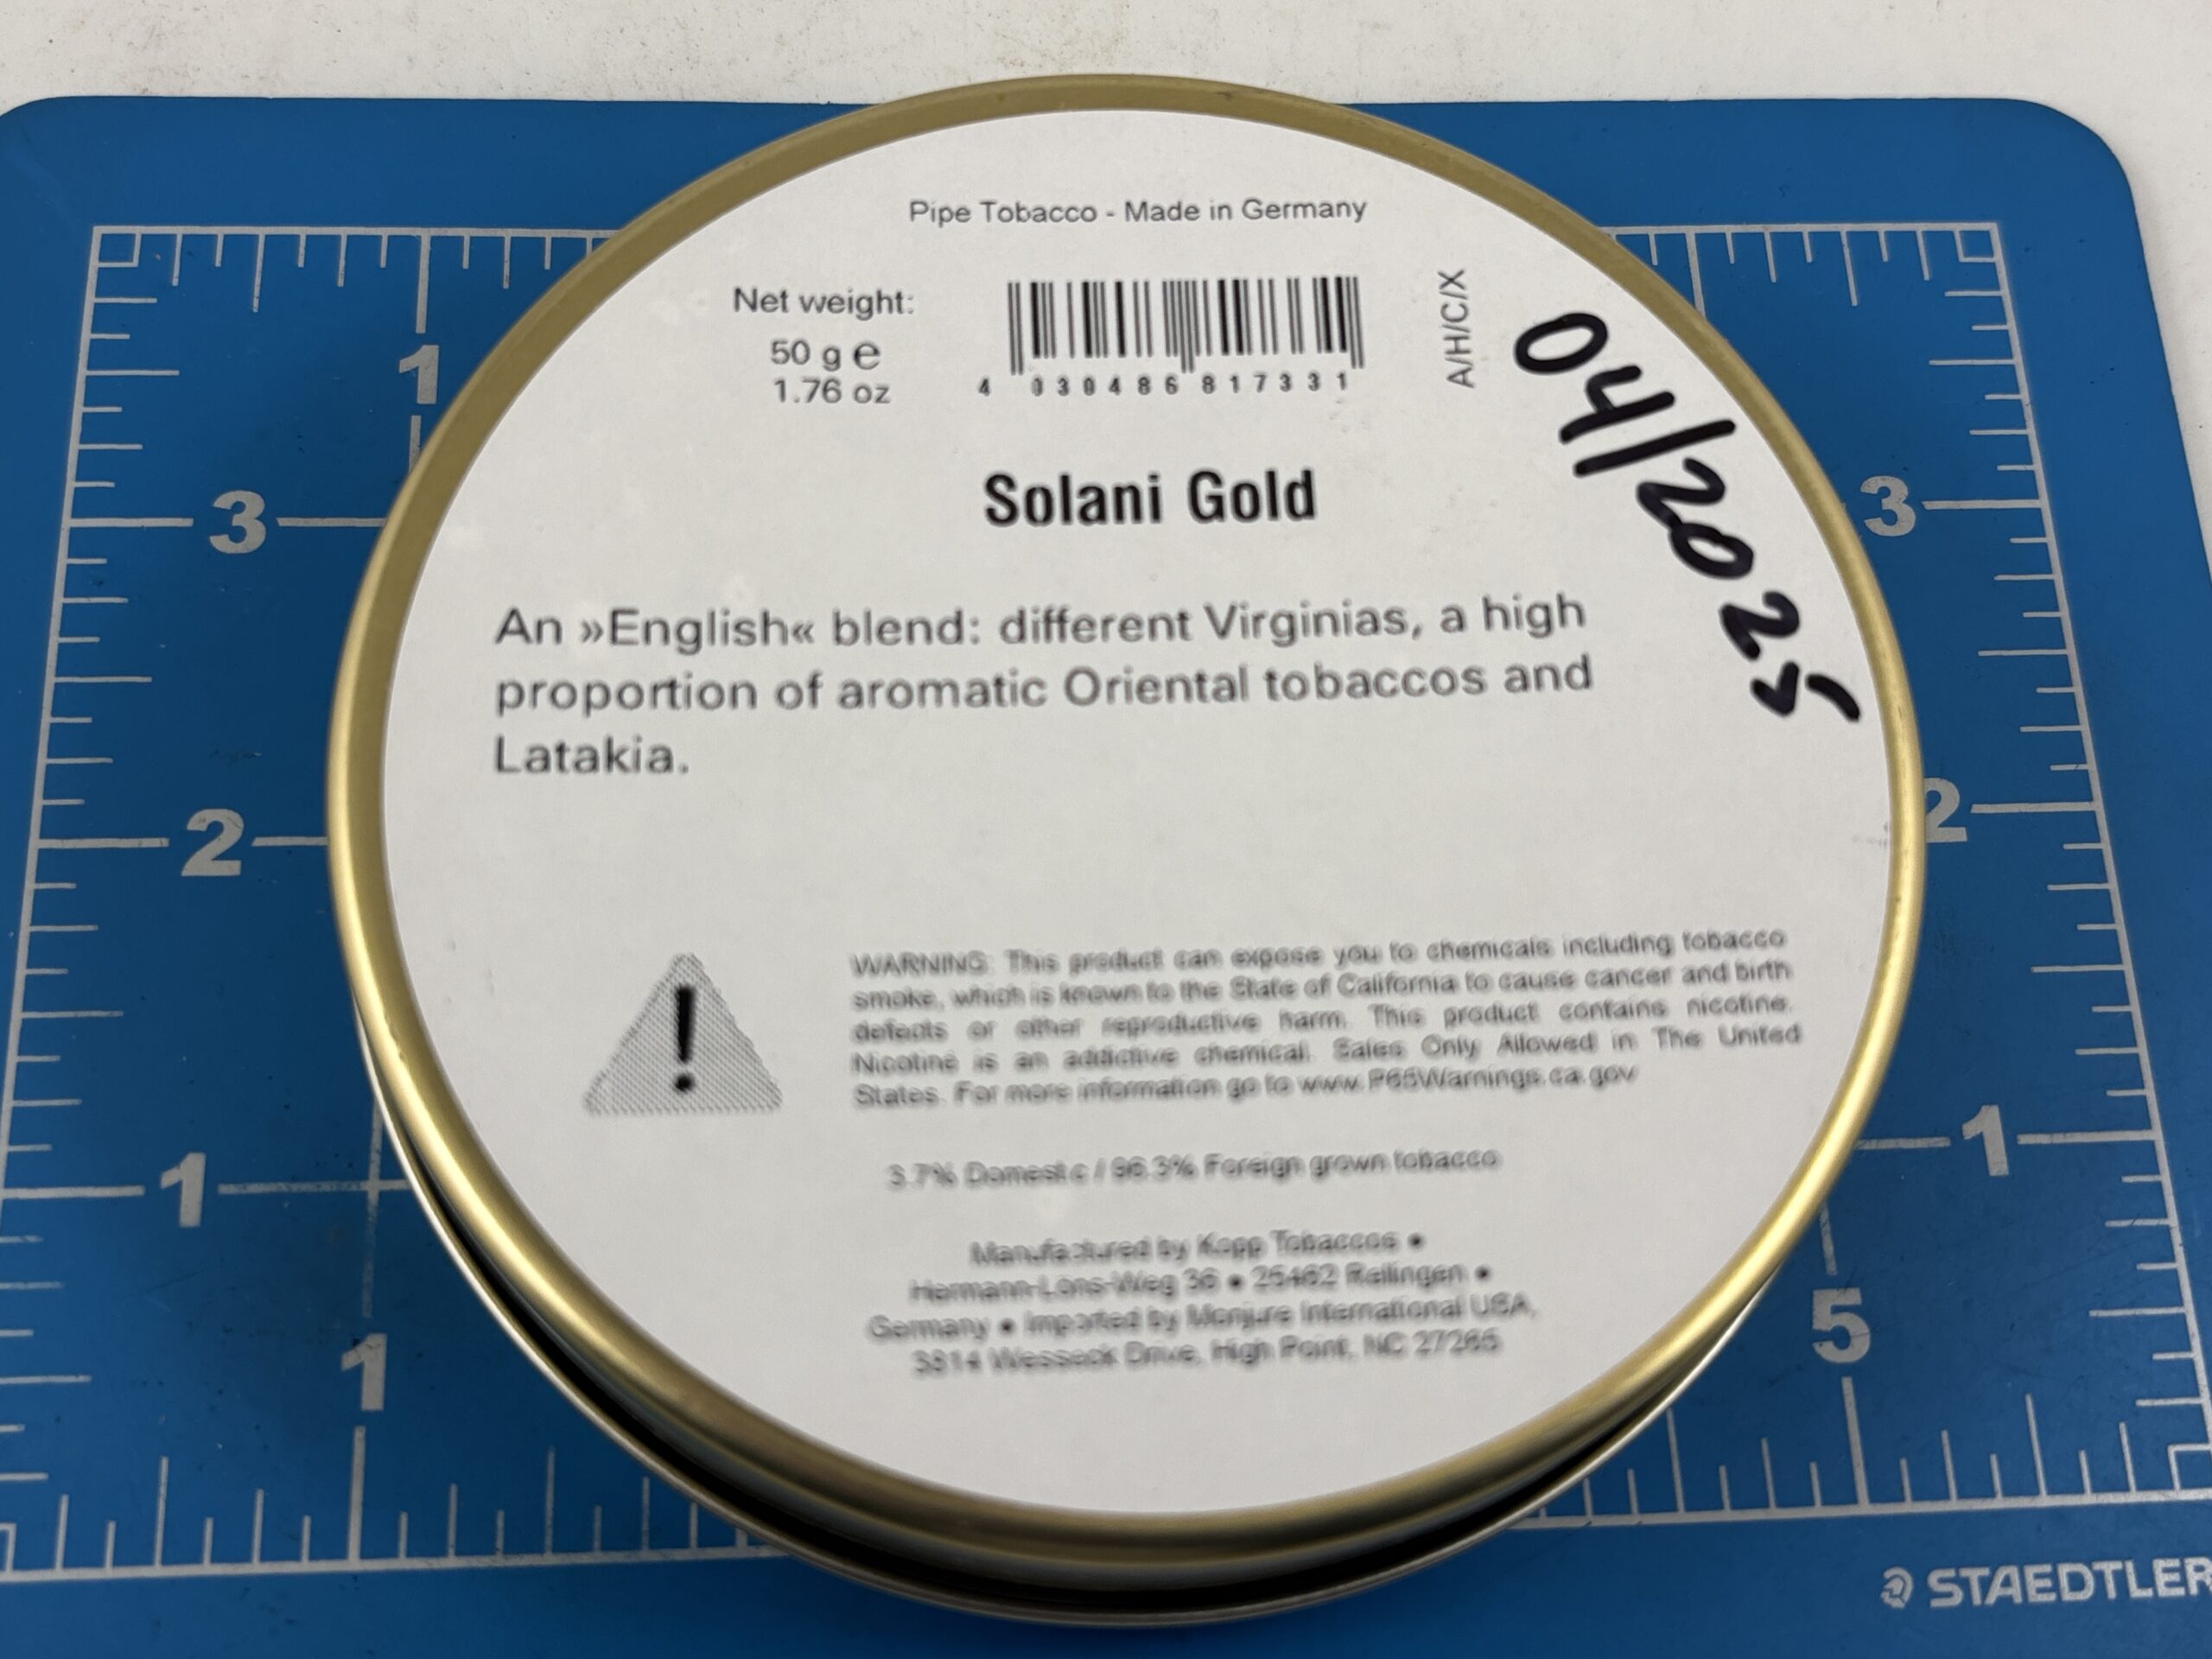 Pipe Tobacco - Made in Germany
Net weight:
50 g e
1.76 oz
4 030486 817331
A/H/C/X
04/2025
Solani Gold
An »English« blend: different Virginias, a high
proportion of aromatic Oriental tobaccos and
Latakia.
!
WARNING: This product can expose you to chemicals including tobacco
smoke, which is known to the State of California to cause cancer and birth
defects or other reproductive harm. This product contains nicotine.
Nicotine is an addictive chemical. Sales Only Allowed in The United
States. For more information go to www.P65Warnings.ca.gov
3.7% Domestic / 96.3% Foreign grown tobacco
Manufactured by Kopp Tobaccos •
Hermann-Löns-Weg 36 • 25462 Rellingen •
Germany • Imported by Monjure International USA,
Drive, High Point, NC 27265
1
3
3
2
2
1
1
1
5
STAEDTLER